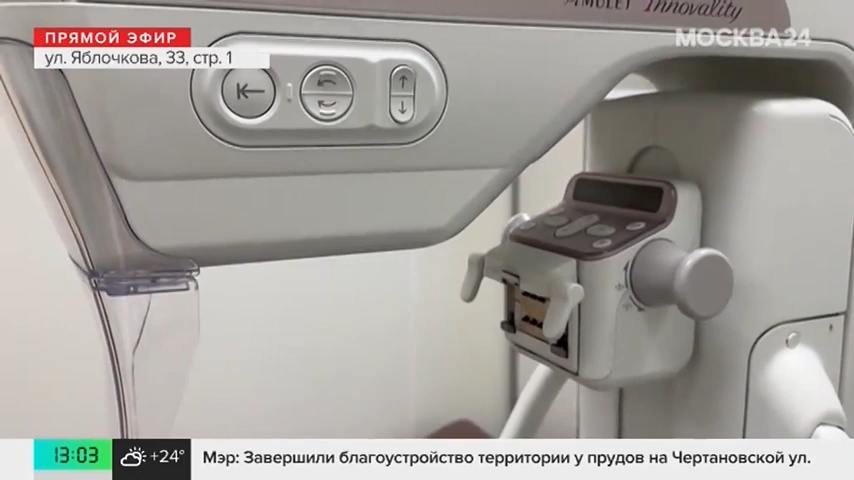 AMULET Innovality
ПРЯМОЙ ЭФИР
МОСКВА24
ул. Яблочкова, 33, стр. 1
13:03
+24°
Мэр: Завершили благоустройство территории у прудов на Чертановской ул.